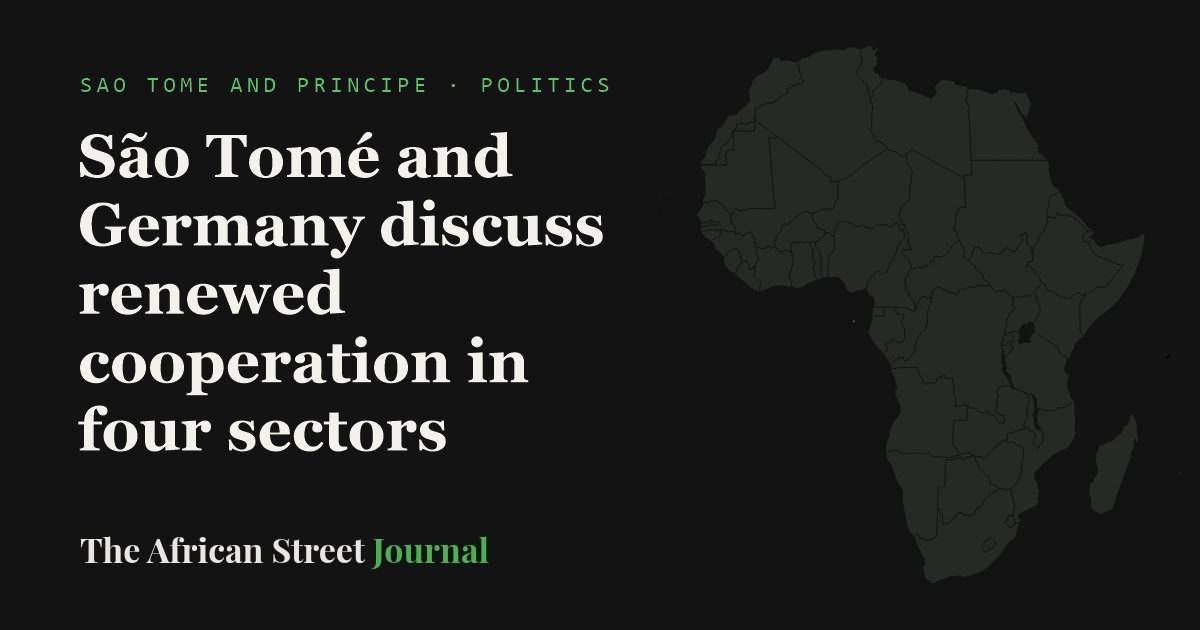 SAO TOME AND PRINCIPE · POLITICS
São Tomé and
Germany discuss
renewed
cooperation in
four sectors
The African Street Journal